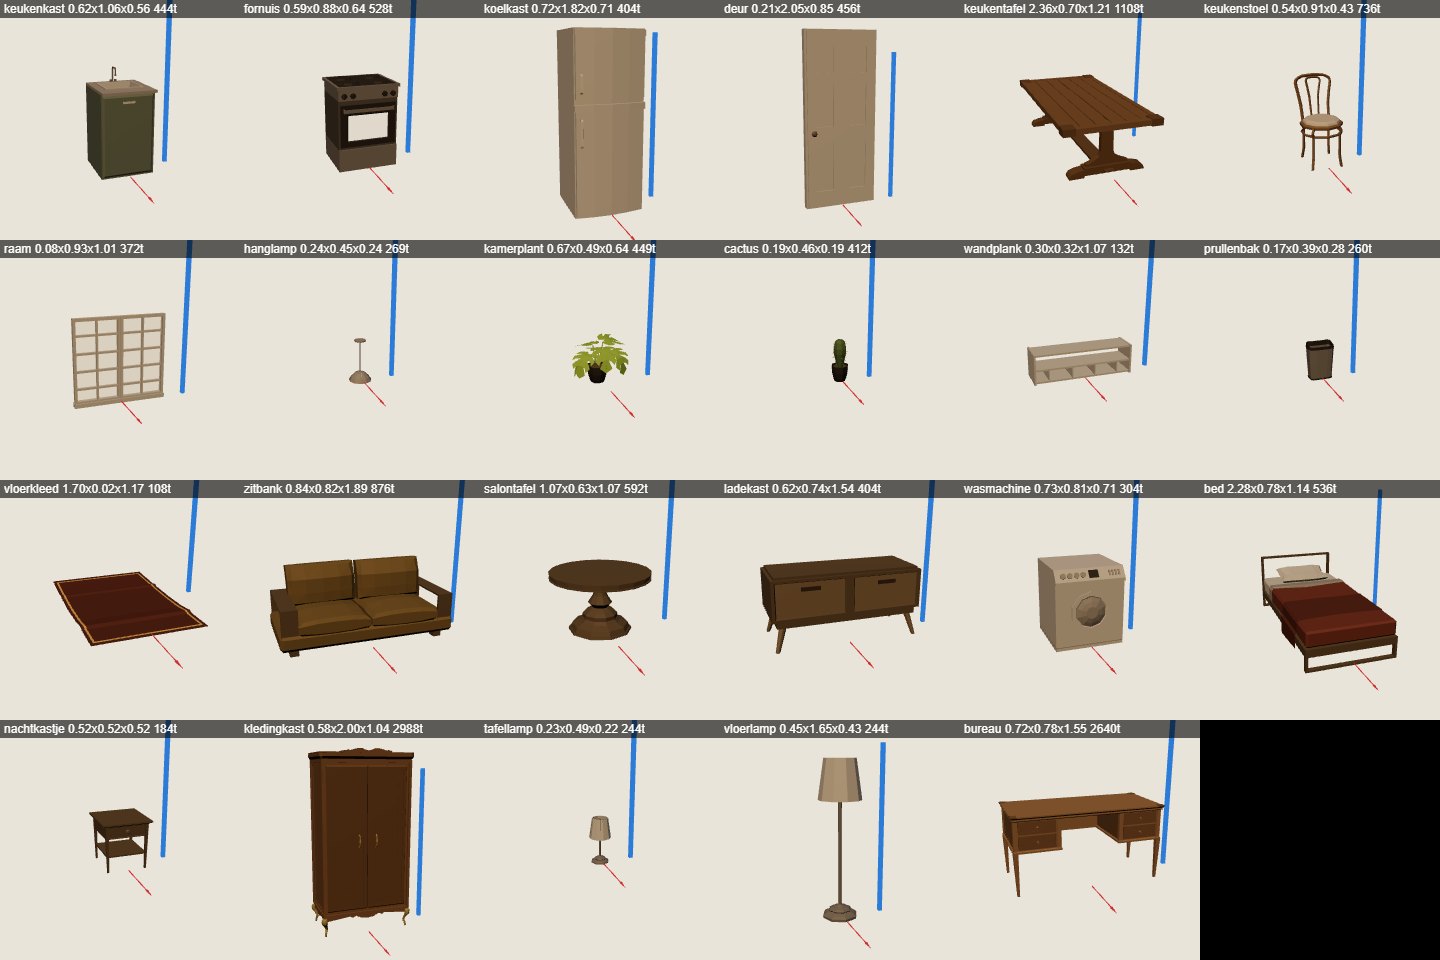 keukenkast 0.62x1.06x0.56 444t
fornuis 0.59x0.88x0.64 528t
koelkast 0.72x1.82x0.71 404t
deur 0.21x2.05x0.85 456t
keukentafel 2.36x0.70x1.21 1108t
keukenstoel 0.54x0.91x0.43 736t
raam 0.08x0.93x1.01 372t
hanglamp 0.24x0.45x0.24 269t
kamerplant 0.67x0.49x0.64 449t
cactus 0.19x0.46x0.19 412t
wandplank 0.30x0.32x1.07 132t
prullenbak 0.17x0.39x0.28 260t
vloerkleed 1.70x0.02x1.17 108t
zitbank 0.84x0.82x1.89 876t
salontafel 1.07x0.63x1.07 592t
ladekast 0.62x0.74x1.54 404t
wasmachine 0.73x0.81x0.71 304t
bed 2.28x0.78x1.14 536t
nachtkastje 0.52x0.52x0.52 184t
kledingkast 0.58x2.00x1.04 2988t
tafellamp 0.23x0.49x0.22 244t
vloerlamp 0.45x1.65x0.43 244t
bureau 0.72x0.78x1.55 2640t